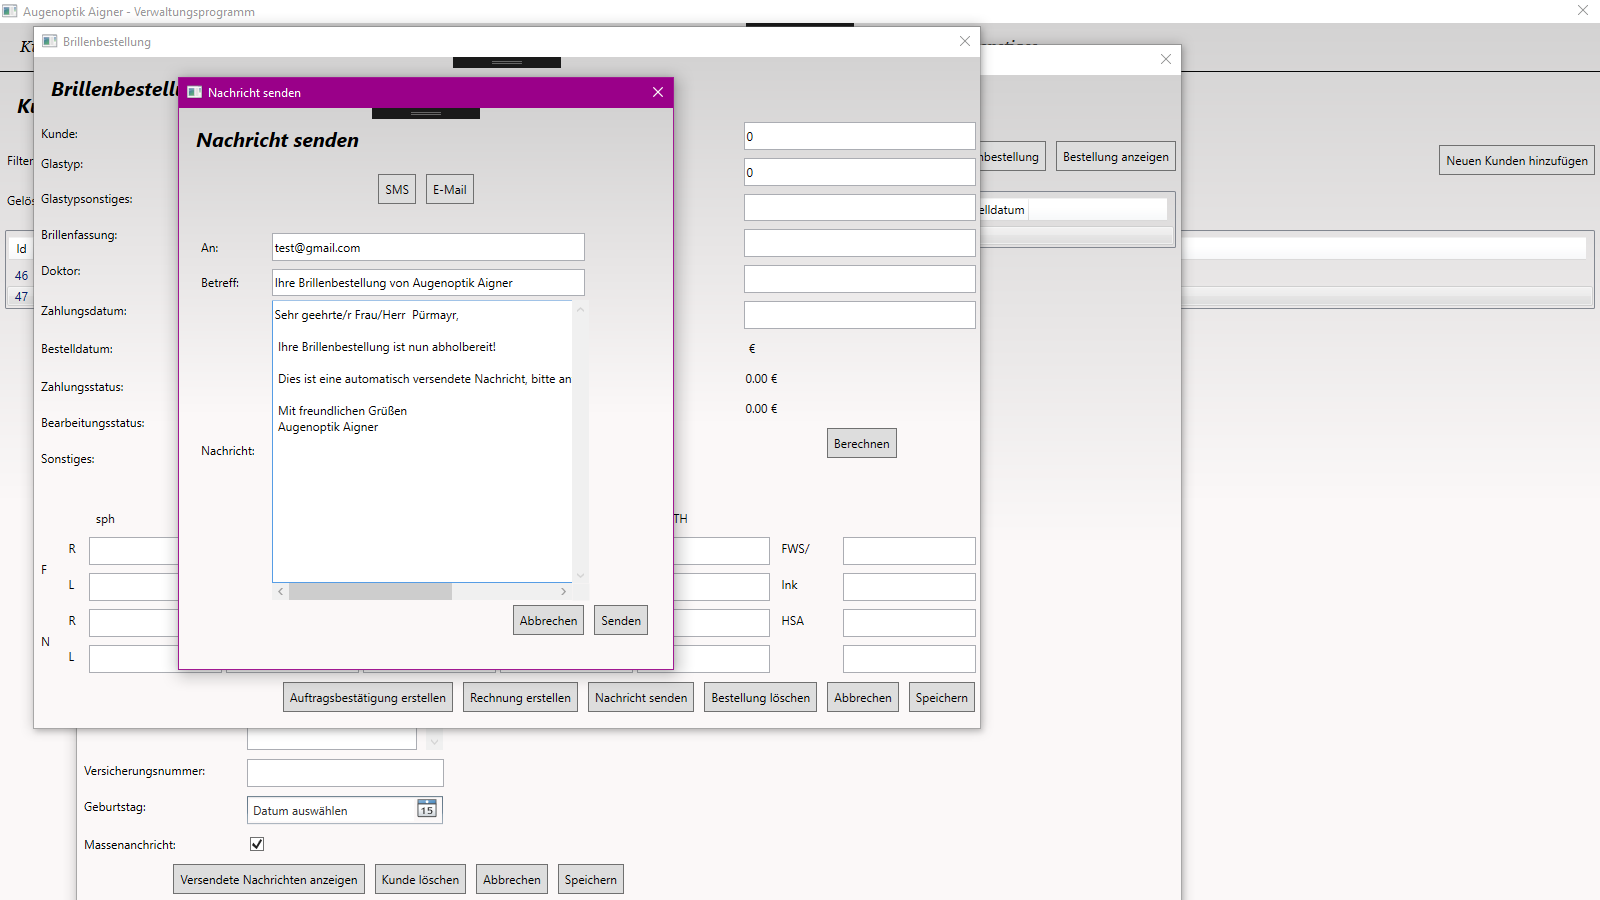 Augenoptik Aigner - Verwaltungsprogramm
Brillenbestellung
Nachricht senden
Nachricht senden
SMS E-Mail
An: test@gmail.com
Betreff: Ihre Brillenbestellung von Augenoptik Aigner
Sehr geehrte/r Frau/Herr  Pürmayr,
Ihre Brillenbestellung ist nun abholbereit!
Dies ist eine automatisch versendete Nachricht, bitte an
Mit freundlichen Grüßen
Augenoptik Aigner
Nachricht:
Abbrechen Senden
Brillenbestell
Kunde:
Glastyp:
Glastypsonstiges:
Brillenfassung:
Doktor:
Zahlungsdatum:
Bestelldatum:
Zahlungsstatus:
Bearbeitungsstatus:
Sonstiges:
0
0
€
0.00 €
0.00 €
Berechnen
sph TH
F R FWS/
L Ink
N R HSA
L
Auftragsbestätigung erstellen Rechnung erstellen Nachricht senden Bestellung löschen Abbrechen Speichern
nbestellung Bestellung anzeigen
elldatum
Versicherungsnummer:
Geburtstag: Datum auswählen 15
Massenanchricht:
Versendete Nachrichten anzeigen Kunde löschen Abbrechen Speichern
Ku
Filter
Gelös
Id
46
47
Neuen Kunden hinzufügen